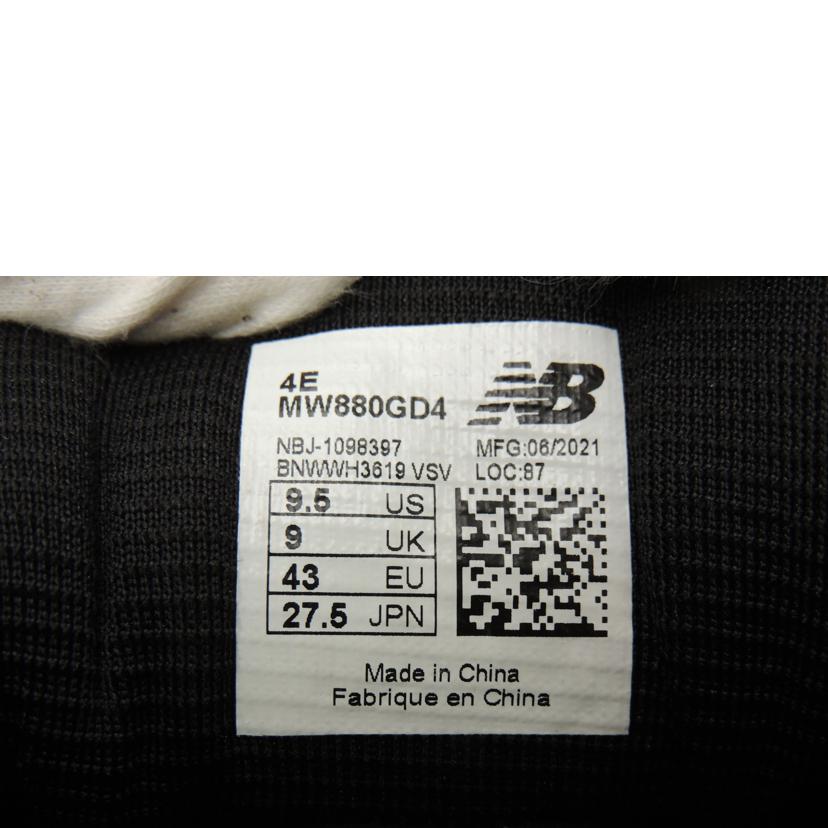 4E
MW880GD4
NB
NBJ-1098397 MFG:06/2021
BNWWH3619 VSV LOC:87
9.5 US
9 UK
43 EU
27.5 JPN
Made in China
Fabrique en China